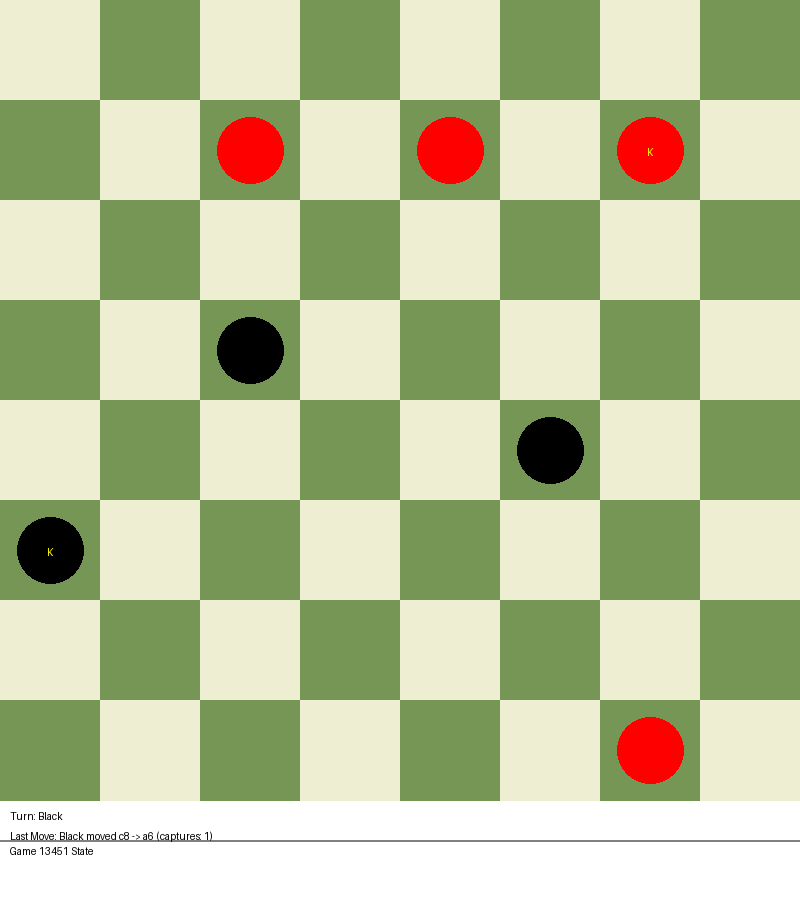 K
K
Turn: Black
Last Move: Black moved c8 -> a6 (captures: 1)
Game 13451 State